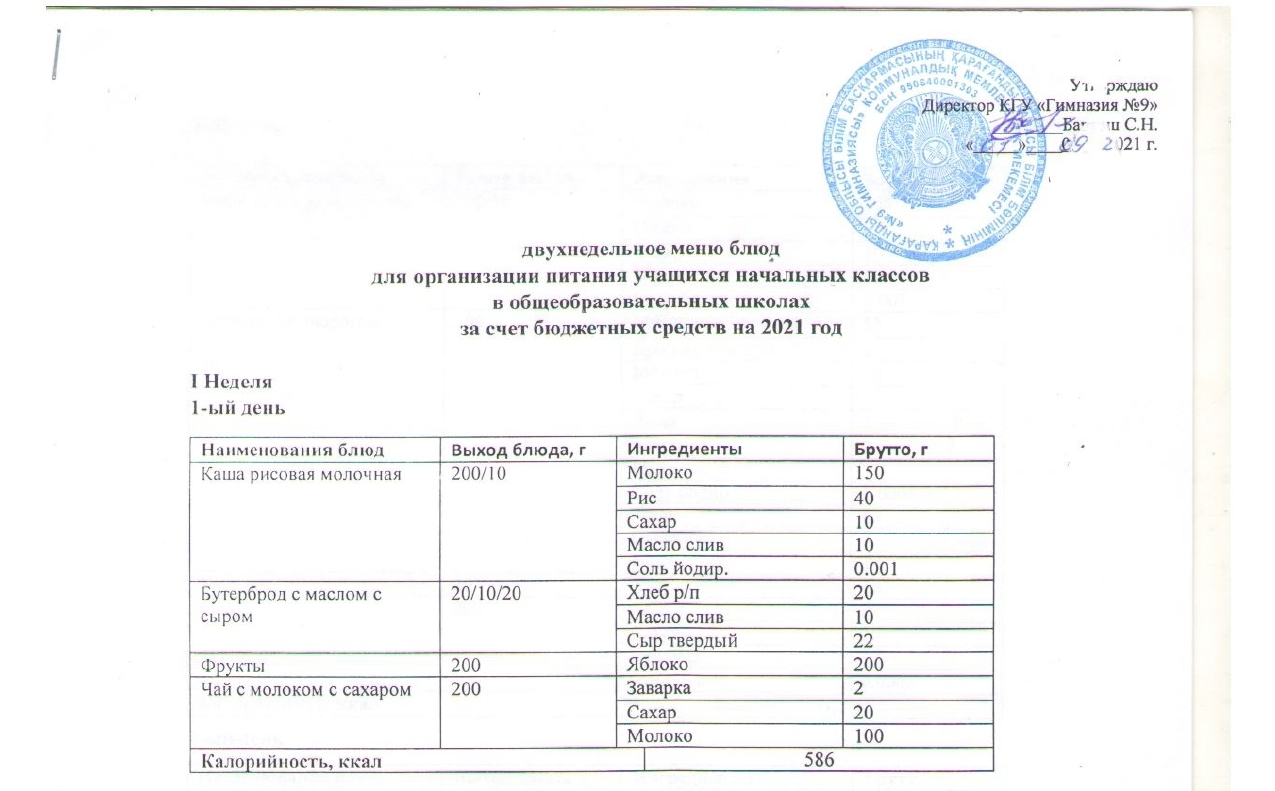 Директор КГУ «Гимназия №9»
С.Н.
« » 09 2021 г.
БСН 990840001303
двухнедельное меню блюд
для организации питания учащихся начальных классов
в общеобразовательных школах
за счет бюджетных средств на 2021 год
I Неделя
1-ый день
Наименования блюд Выход блюда, г Ингредиенты Брутто, г
Каша рисовая молочная 200/10 Молоко 150
Рис 40
Сахар 10
Масло слив 10
Соль йодир. 0.001
Бутерброд с маслом с 20/10/20 Хлеб р/п 20
сыром Масло слив 10
Сыр твердый 22
Фрукты 200 Яблоко 200
Чай с молоком с сахаром 200 Заварка 2
Сахар 20
Молоко 100
Калорийность, ккал 586